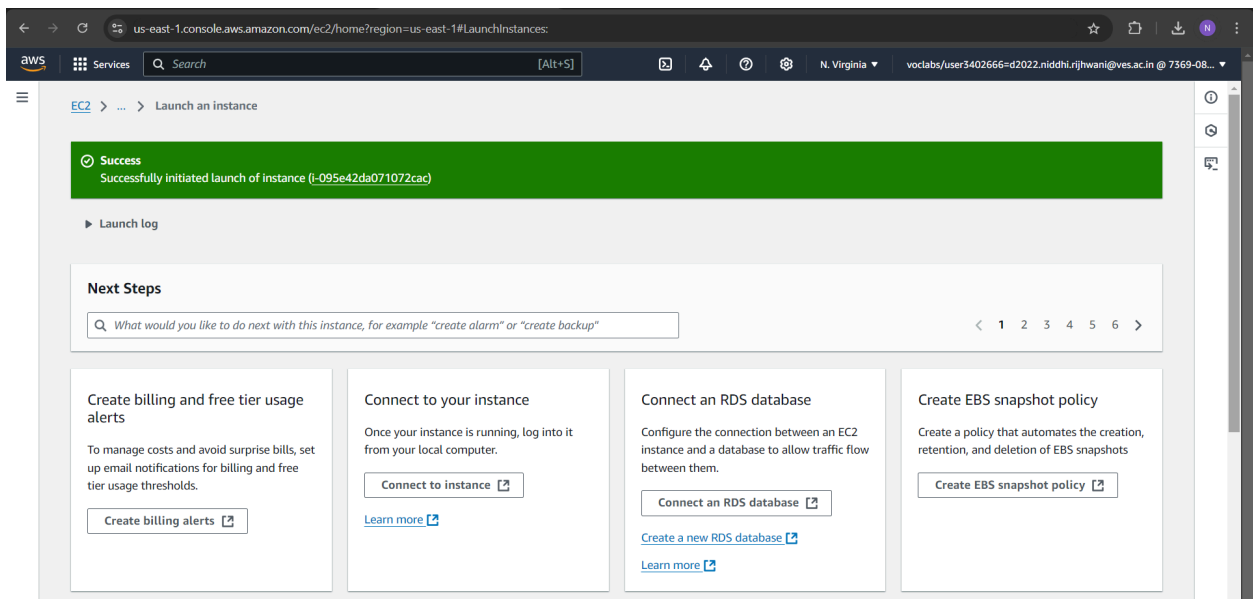 us-east-1.console.aws.amazon.com/ec2/home?region=us-east-1#LaunchInstances:
N
aws
Services
Search
[Alt+S]
N. Virginia
voclabs/user3402666=d2022.niddhi.rijhwani@ves.ac.in @ 7369-08...
EC2 > ... > Launch an instance
Success
Successfully initiated launch of instance (i-095e42da071072cac)
Launch log
Next Steps
What would you like to do next with this instance, for example “create alarm” or “create backup”
< 1 2 3 4 5 6 >
Create billing and free tier usage
alerts
To manage costs and avoid surprise bills, set
up email notifications for billing and free
tier usage thresholds.
Create billing alerts
Connect to your instance
Once your instance is running, log into it
from your local computer.
Connect to instance
Learn more
Connect an RDS database
Configure the connection between an EC2
instance and a database to allow traffic flow
between them.
Connect an RDS database
Create a new RDS database
Learn more
Create EBS snapshot policy
Create a policy that automates the creation,
retention, and deletion of EBS snapshots
Create EBS snapshot policy